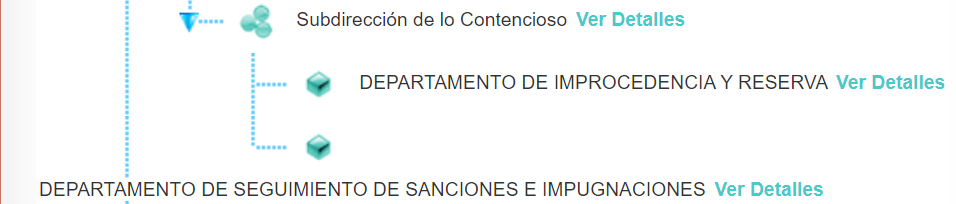 Subdirección de lo Contencioso Ver Detalles
DEPARTAMENTO DE IMPROCEDENCIA Y RESERVA Ver Detalles
DEPARTAMENTO DE SEGUIMIENTO DE SANCIONES E IMPUGNACIONES Ver Detalles